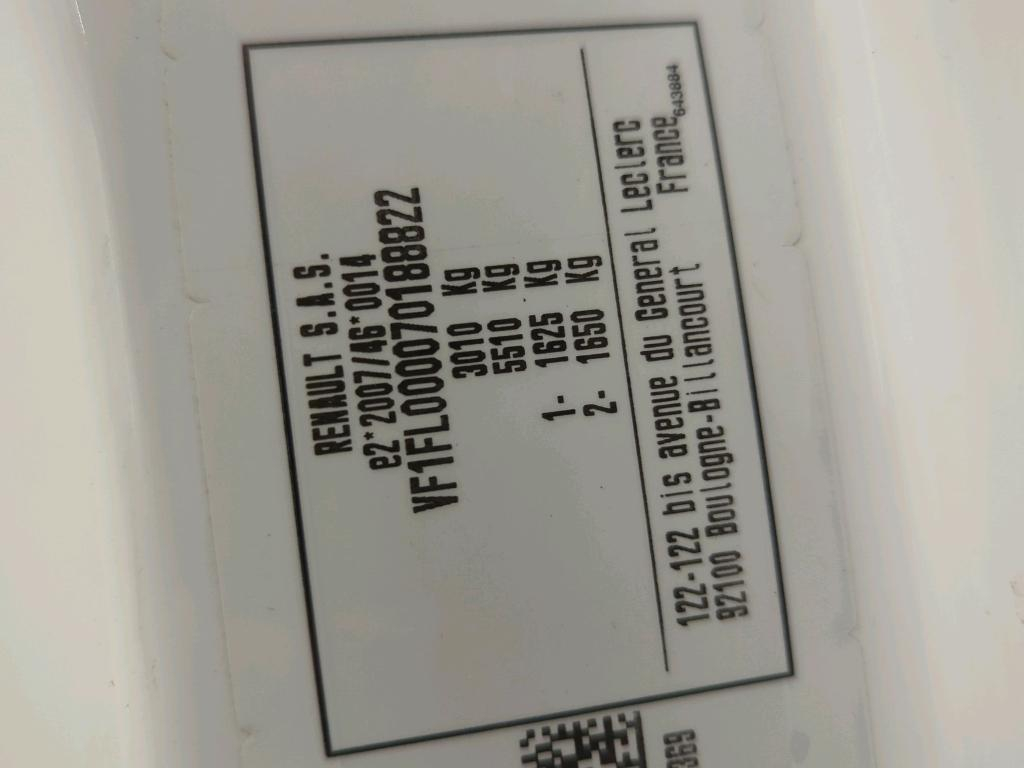 RENAULT S.A.S.
e2*2007/46*0014
VF1FL000070188822
3010 Kg
5510 Kg
1- 1625 Kg
2- 1650 Kg
122-122 bis avenue du General Leclerc
92100 Boulogne-Billancourt France
643884
369